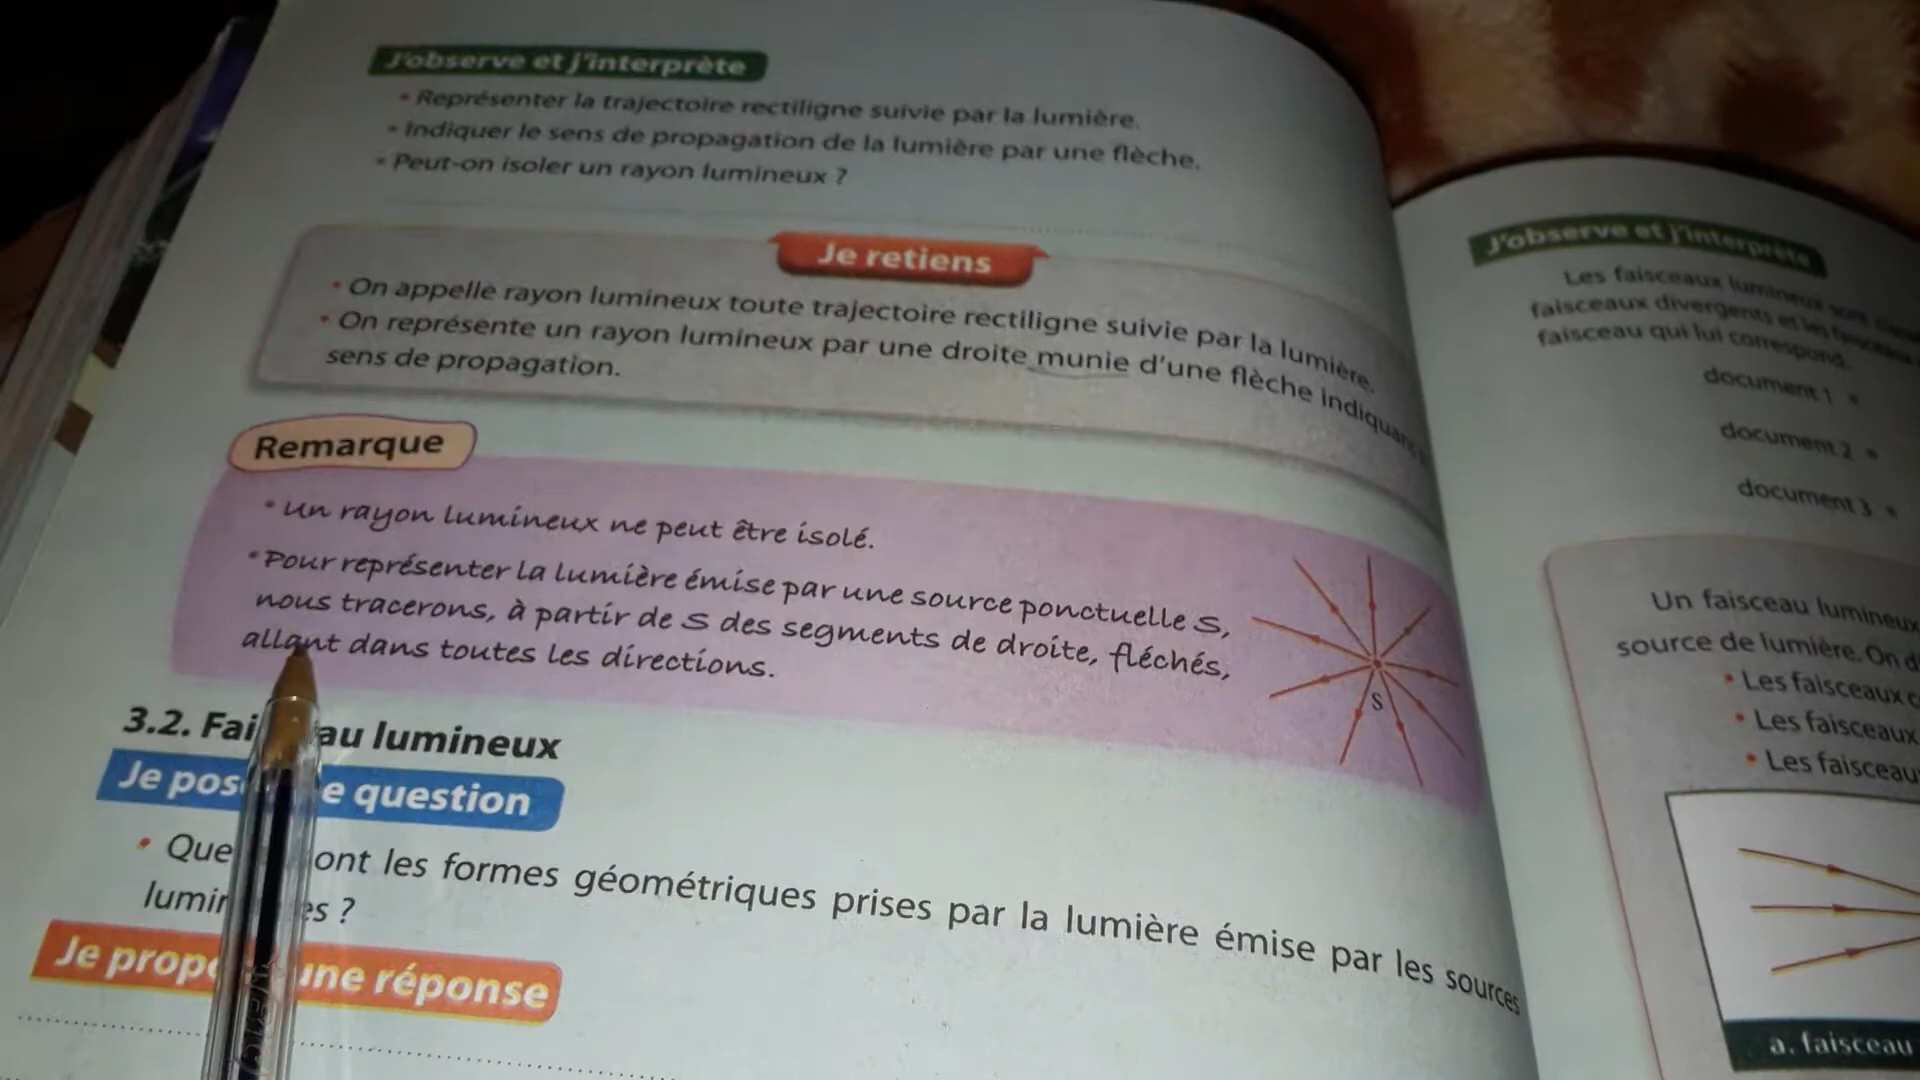 J'observe et j'interprète
• Représenter la trajectoire rectiligne suivie par la lumière.
• Indiquer le sens de propagation de la lumière par une flèche.
• Peut-on isoler un rayon lumineux ?
Je retiens
• On appelle rayon lumineux toute trajectoire rectiligne suivie par la lumière.
• On représente un rayon lumineux par une droite munie d'une flèche indiquant
sens de propagation.
Remarque
• Un rayon lumineux ne peut être isolé.
• Pour représenter la lumière émise par une source ponctuelle S,
nous tracerons, à partir de S des segments de droite, fléchés,
allant dans toutes les directions.
S
3.2. Fai au lumineux
Je pos e question
• Que ont les formes géométriques prises par la lumière émise par les sources
lumin es ?
Je prop une réponse
J'observe et j'interprète
Les faisceaux lumineux sont
faisceaux divergents et les faisceaux
faisceau qui lui correspond.
document 1 •
document 2 •
document 3 •
Un faisceau lumineux
source de lumière. On d
• Les faisceaux c
• Les faisceaux
• Les faisceau
a. faisceau